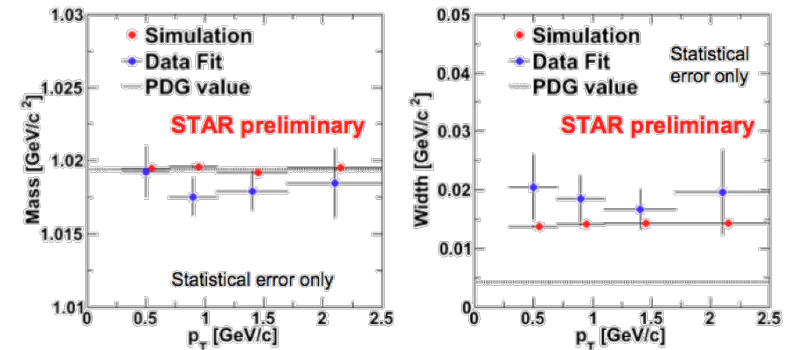 1.03
1.025
1.02
1.015
1.01
Mass [GeV/c 2]
Simulation
Data Fit
PDG value
STAR preliminary
Statistical error only
0 0.5 1 1.5 2 2.5
pT [GeV/c]
0.05
0.04
0.03
0.02
0.01
0
Width [GeV/c 2]
Simulation
Data Fit
PDG value
Statistical
error only
STAR preliminary
0 0.5 1 1.5 2 2.5
pT [GeV/c]